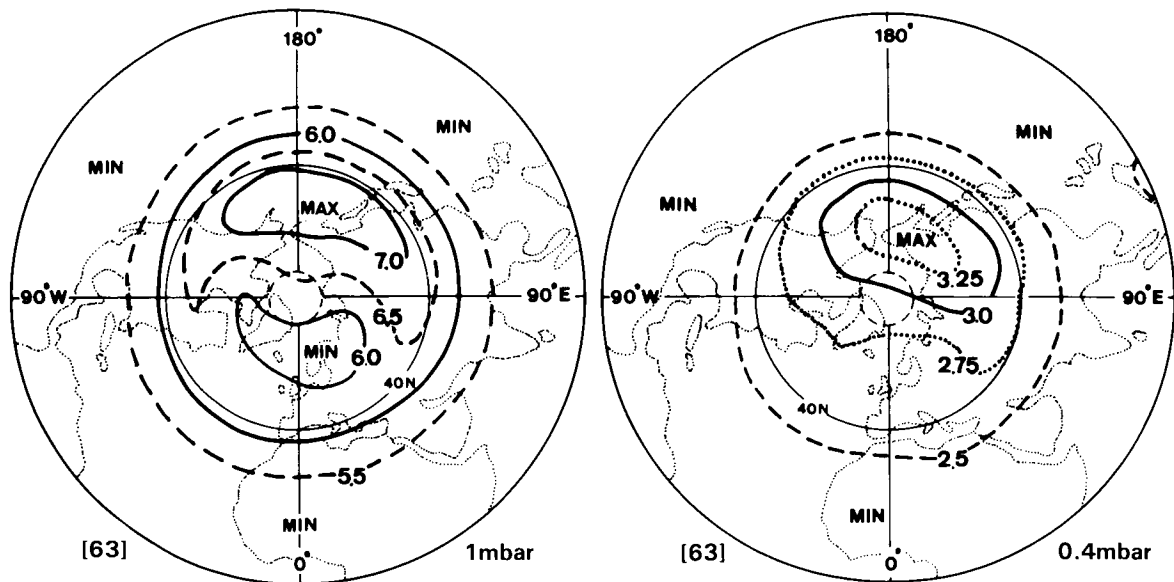 180°
MIN
6.0
MIN
MAX
7.0
90°W
90°E
6.5
MIN
6.0
40N
5.5
MIN
[63]
0°
1mbar
180°
MIN
MIN
MAX
3.25
90°W
3.0
90°E
2.75
40N
2.5
MIN
[63]
0°
0.4mbar